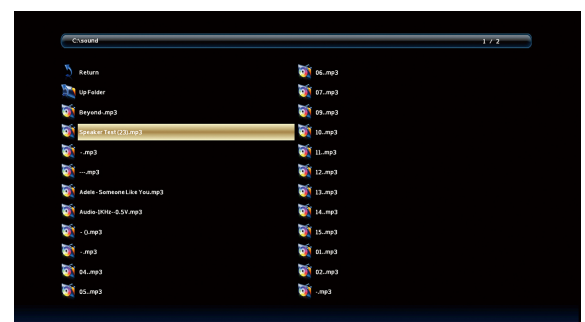 C:\sound
1 / 2
Return
Up Folder
Beyond-.mp3
Speaker Test (23).mp3
-.mp3
---.mp3
Adele - Someone Like You.mp3
Audio-1KHz--0.5V.mp3
- ().mp3
-.mp3
04..mp3
05..mp3
06..mp3
07..mp3
09..mp3
10..mp3
11..mp3
12..mp3
13..mp3
14..mp3
15..mp3
01..mp3
02..mp3
-.mp3